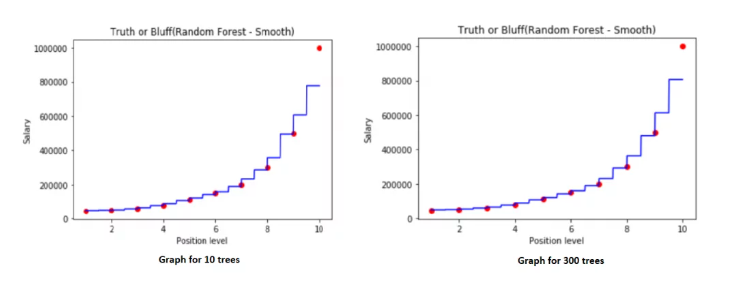 Truth or Bluff(Random Forest - Smooth)
1000000
800000
600000
400000
200000
0
Salary
2
4
6
8
10
Position level
Graph for 10 trees
Truth or Bluff(Random Forest - Smooth)
1000000
800000
600000
400000
200000
0
Salary
2
4
6
8
10
Position level
Graph for 300 trees